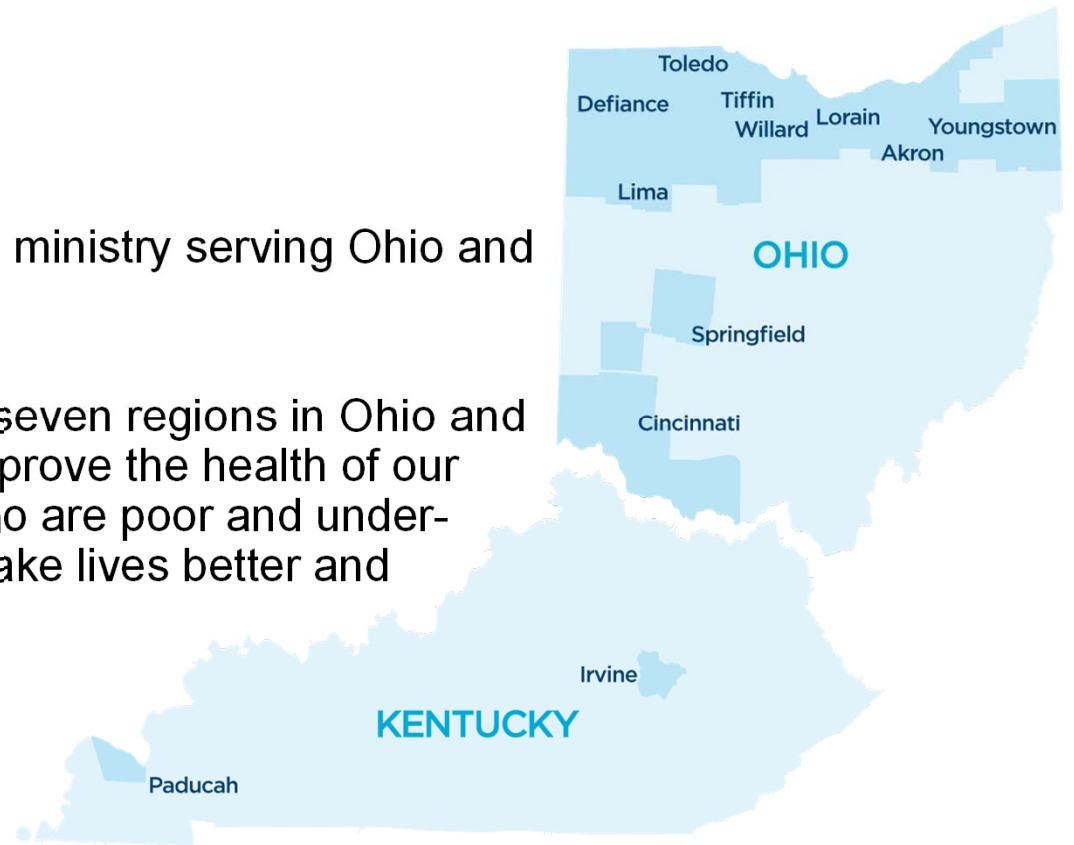 ministry serving Ohio and
seven regions in Ohio and
prove the health of our
o are poor and under-
ake lives better and
Toledo
Defiance
Tiffin
Willard
Lorain
Youngstown
Akron
Lima
OHIO
Springfield
Cincinnati
Irvine
KENTUCKY
Paducah